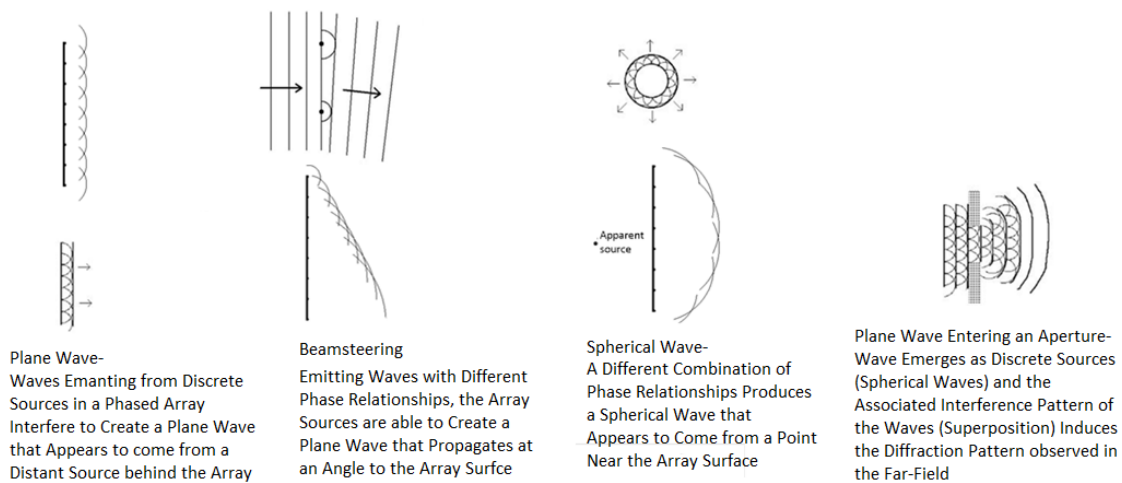 Apparent
source
Plane Wave-
Waves Emanting from Discrete
Sources in a Phased Array
Interfere to Create a Plane Wave
that Appears to come from a
Distant Source behind the Array
Beamsteering
Emitting Waves with Different
Phase Relationships, the Array
Sources are able to Create a
Plane Wave that Propagates at
an Angle to the Array Surfce
Spherical Wave-
A Different Combination of
Phase Relationships Produces
a Spherical Wave that
Appears to Come from a Point
Near the Array Surface
Plane Wave Entering an Aperture-
Wave Emerges as Discrete Sources
(Spherical Waves) and the
Associated Interference Pattern of
the Waves (Superposition) Induces
the Diffraction Pattern observed in
the Far-Field